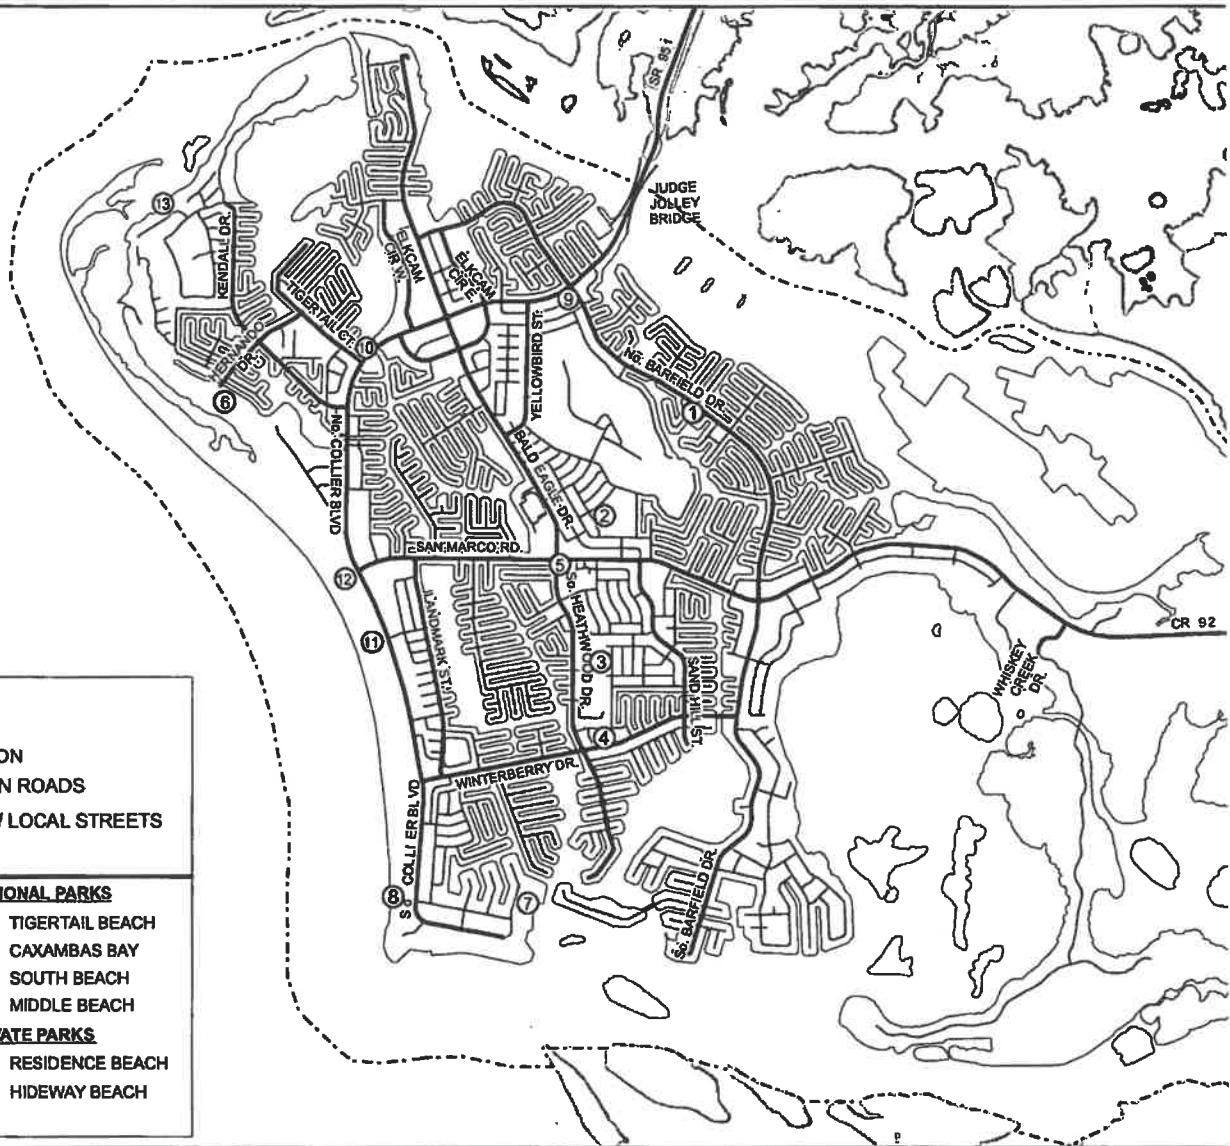 SR 951
JUDGE
JOLLEY
BRIDGE
13
KENDALL DR.
ELKCAM
CIR W.
ELKCAM
CIR E.
TIGERTAIL CT.
HERNANDO
DR.
9
10
YELLOWBIRD ST.
No. BARFIELD DR.
1
6
No. COLLIER BLVD
BALD EAGLE DR.
2
SAN MARCO RD.
5
12
CR 92
LANDMARK ST.
So. HEATHWOOD DR.
11
3
SAND HILL ST.
WHISKEY
CREEK
DR.
4
WINTERBERRY DR.
So COLLIER BLVD
8
7
So. BARFIELD DR.
ON
N ROADS
/ LOCAL STREETS
IONAL PARKS
TIGERTAIL BEACH
CAXAMBAS BAY
SOUTH BEACH
MIDDLE BEACH
VATE PARKS
RESIDENCE BEACH
HIDEWAY BEACH